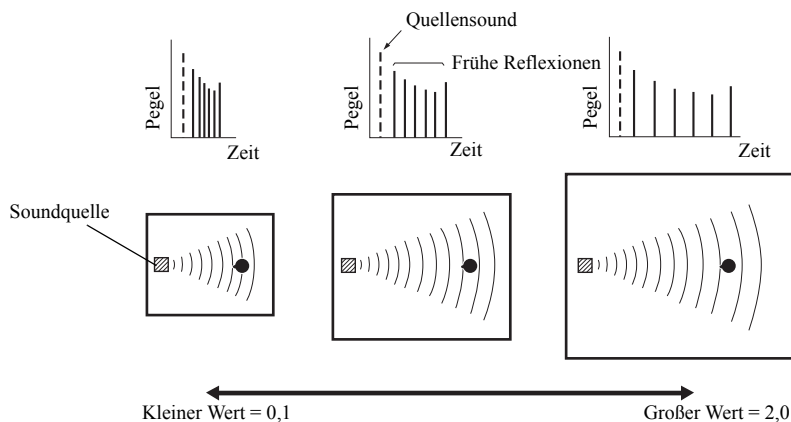 Quellensound
Frühe Reflexionen
Pegel
Zeit
Pegel
Zeit
Pegel
Zeit
Soundquelle
Kleiner Wert = 0,1
Großer Wert = 2,0